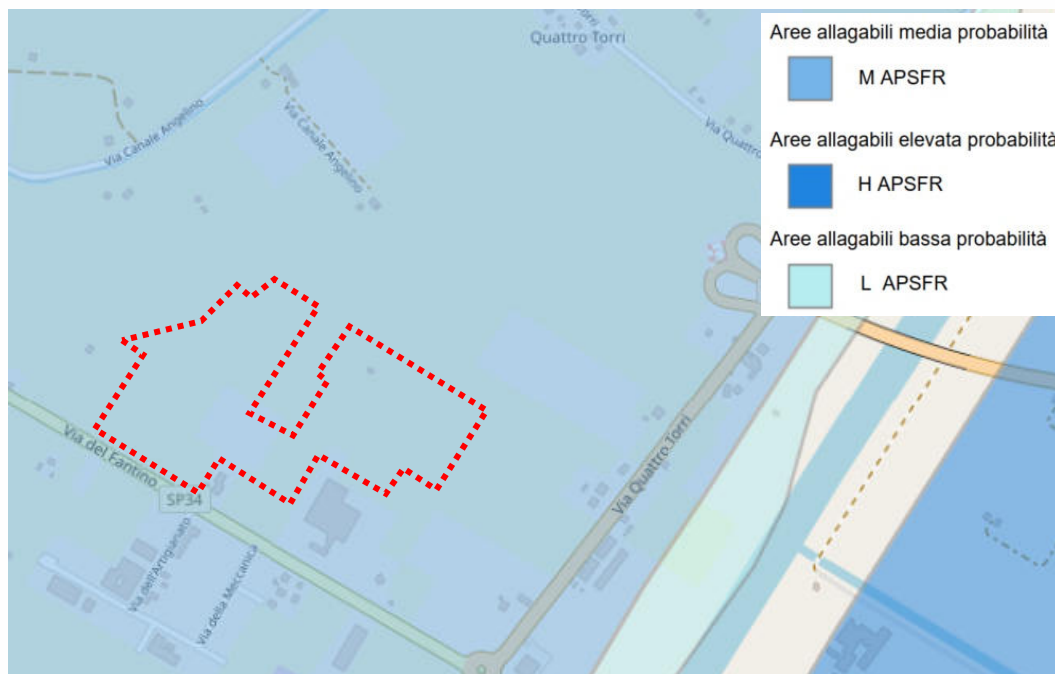 Aree allagabili media probabilità
M APSFR
Aree allagabili elevata probabilità
H APSFR
Aree allagabili bassa probabilità
L APSFR
Quattro Torri
Via Canale Angelino
Via Canale Angelino
Via Quattro
Via del Fantino
SP34
Via Quattro Torri
Via dell'Artigianato
Via della Meccanica